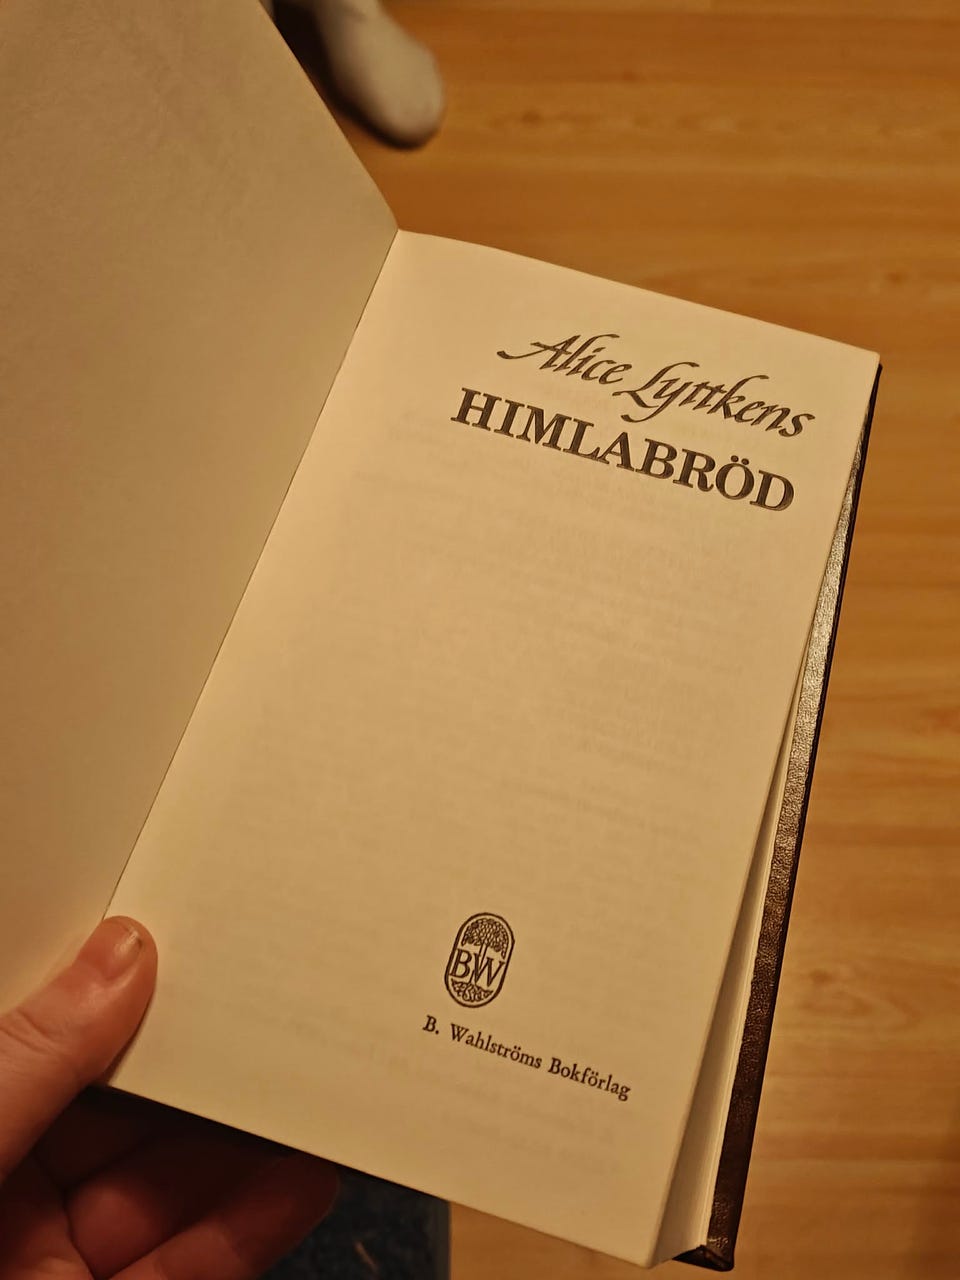 Alice Lyttkens
HIMLABRÖD
BW
B. Wahlströms Bokförlag